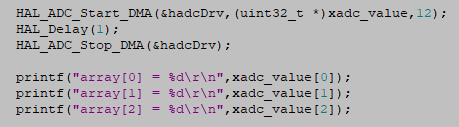 HAL_ADC_Start_DMA(&hadcDrv,(uint32_t *)xadc_value,12);
HAL_Delay(1);
HAL_ADC_Stop_DMA(&hadcDrv);
printf("array[0] = %d\r\n",xadc_value[0]);
printf("array[1] = %d\r\n",xadc_value[1]);
printf("array[2] = %d\r\n",xadc_value[2]);